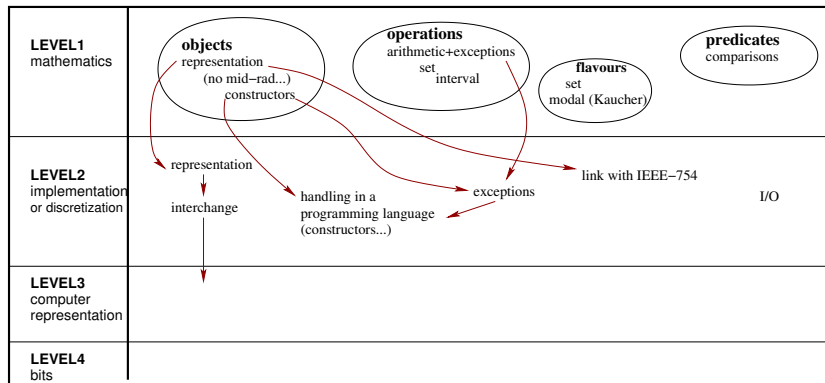 LEVEL1
mathematics
objects
representation
(no mid−rad...)
constructors
operations
arithmetic+exceptions
set
interval
flavours
set
modal (Kaucher)
predicates
comparisons
LEVEL2
implementation
or discretization
representation
interchange
handling in a
programming language
(constructors...)
exceptions
link with IEEE−754
I/O
LEVEL3
computer
representation
LEVEL4
bits